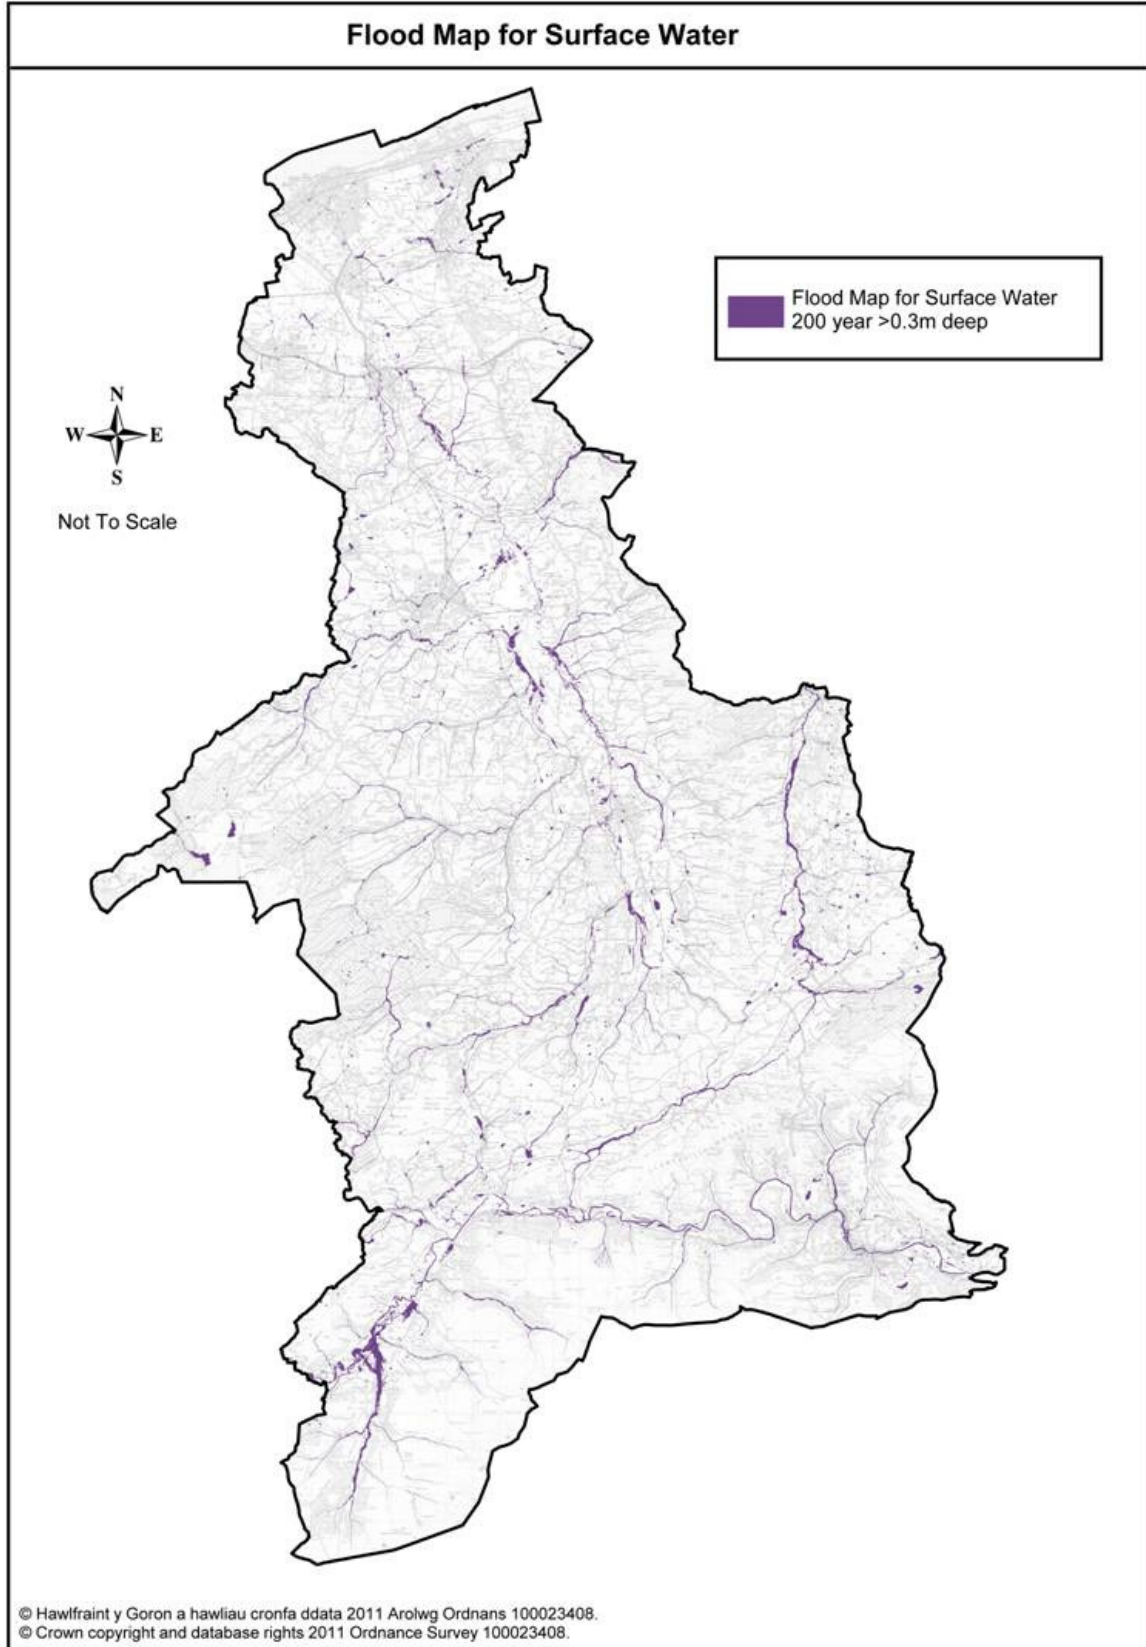 Flood Map for Surface Water
Flood Map for Surface Water
200 year >0.3m deep
N
W
E
S
Not To Scale
© Hawlfraint y Goron a hawliau cronfa ddata 2011 Arolwg Ordnans 100023408.
© Crown copyright and database rights 2011 Ordnance Survey 100023408.